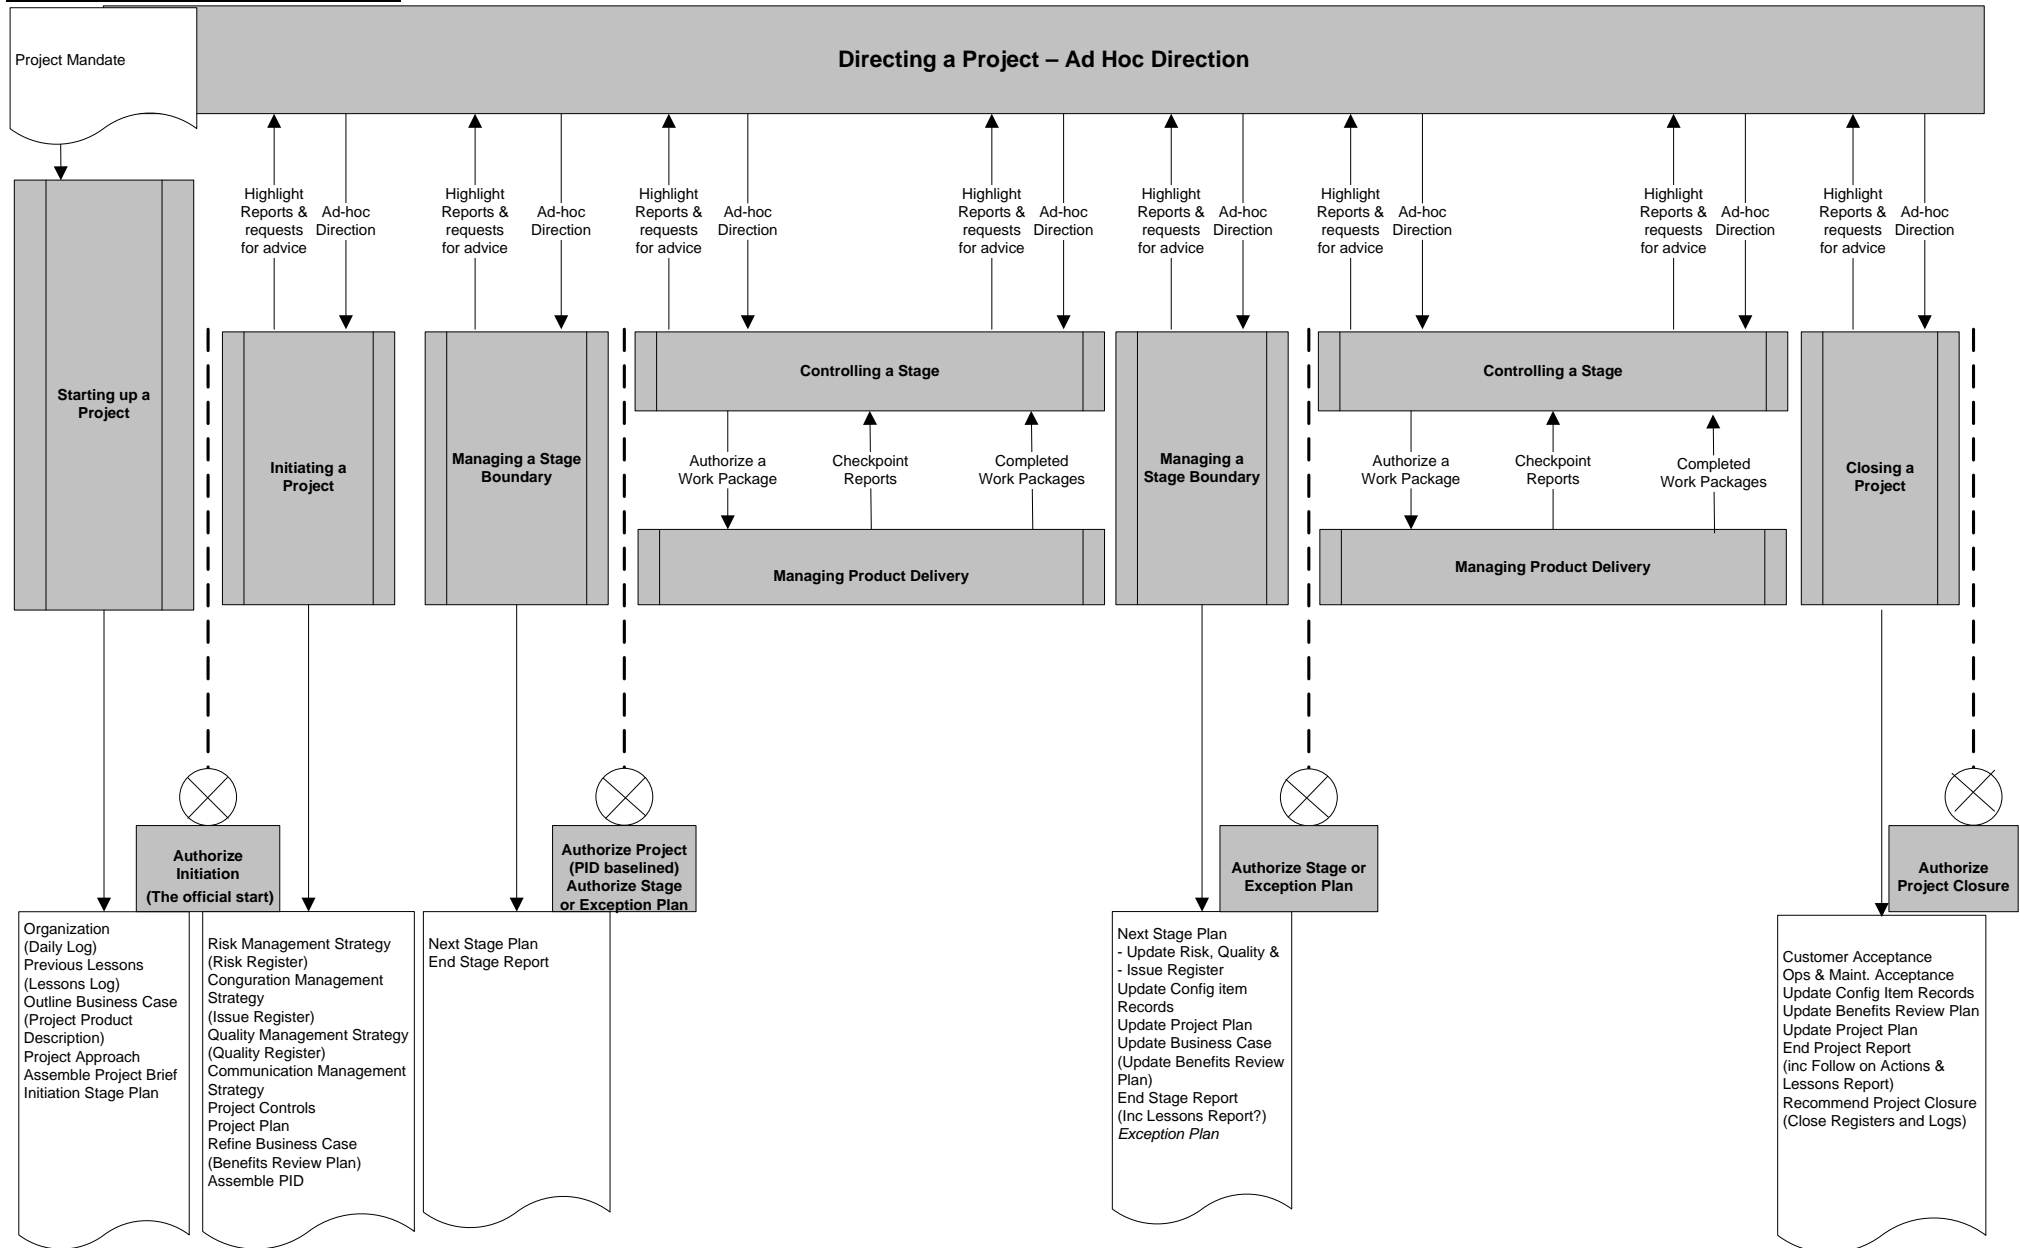 Project Mandate
Directing a Project – Ad Hoc Direction
Highlight
Reports &
requests
for advice
Ad-hoc
Direction
Highlight
Reports &
requests
for advice
Ad-hoc
Direction
Highlight
Reports &
requests
for advice
Ad-hoc
Direction
Highlight
Reports &
requests
for advice
Ad-hoc
Direction
Highlight
Reports &
requests
for advice
Ad-hoc
Direction
Highlight
Reports &
requests
for advice
Ad-hoc
Direction
Highlight
Reports &
requests
for advice
Ad-hoc
Direction
Highlight
Reports &
requests
for advice
Ad-hoc
Direction
Starting up a
Project
Initiating a
Project
Managing a Stage
Boundary
Controlling a Stage
Authorize a
Work Package
Checkpoint
Reports
Completed
Work Packages
Managing Product Delivery
Managing a
Stage Boundary
Controlling a Stage
Authorize a
Work Package
Checkpoint
Reports
Completed
Work Packages
Managing Product Delivery
Closing a
Project
Authorize
Initiation
(The official start)
Authorize Project
(PID baselined)
Authorize Stage
or Exception Plan
Authorize Stage or
Exception Plan
Authorize
Project Closure
Organization
(Daily Log)
Previous Lessons
(Lessons Log)
Outline Business Case
(Project Product
Description)
Project Approach
Assemble Project Brief
Initiation Stage Plan
Risk Management Strategy
(Risk Register)
Conguration Management
Strategy
(Issue Register)
Quality Management Strategy
(Quality Register)
Communication Management
Strategy
Project Controls
Project Plan
Refine Business Case
(Benefits Review Plan)
Assemble PID
Next Stage Plan
End Stage Report
Next Stage Plan
- Update Risk, Quality &
- Issue Register
Update Config item
Records
Update Project Plan
Update Business Case
(Update Benefits Review
Plan)
End Stage Report
(Inc Lessons Report?)
Exception Plan
Customer Acceptance
Ops & Maint. Acceptance
Update Config Item Records
Update Benefits Review Plan
Update Project Plan
End Project Report
(inc Follow on Actions &
Lessons Report)
Recommend Project Closure
(Close Registers and Logs)